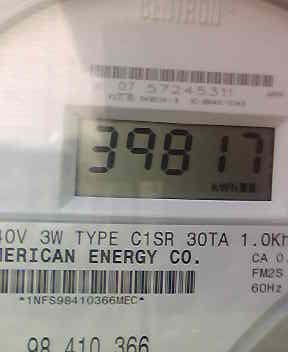 CENTRON
07 57245311
39817
kWh
40V 3W TYPE C1SR 30TA 1.0Kh
MERICAN ENERGY CO.
CA 0.
FM2S
60Hz
*1NFS98410366MEC*
98 410 366